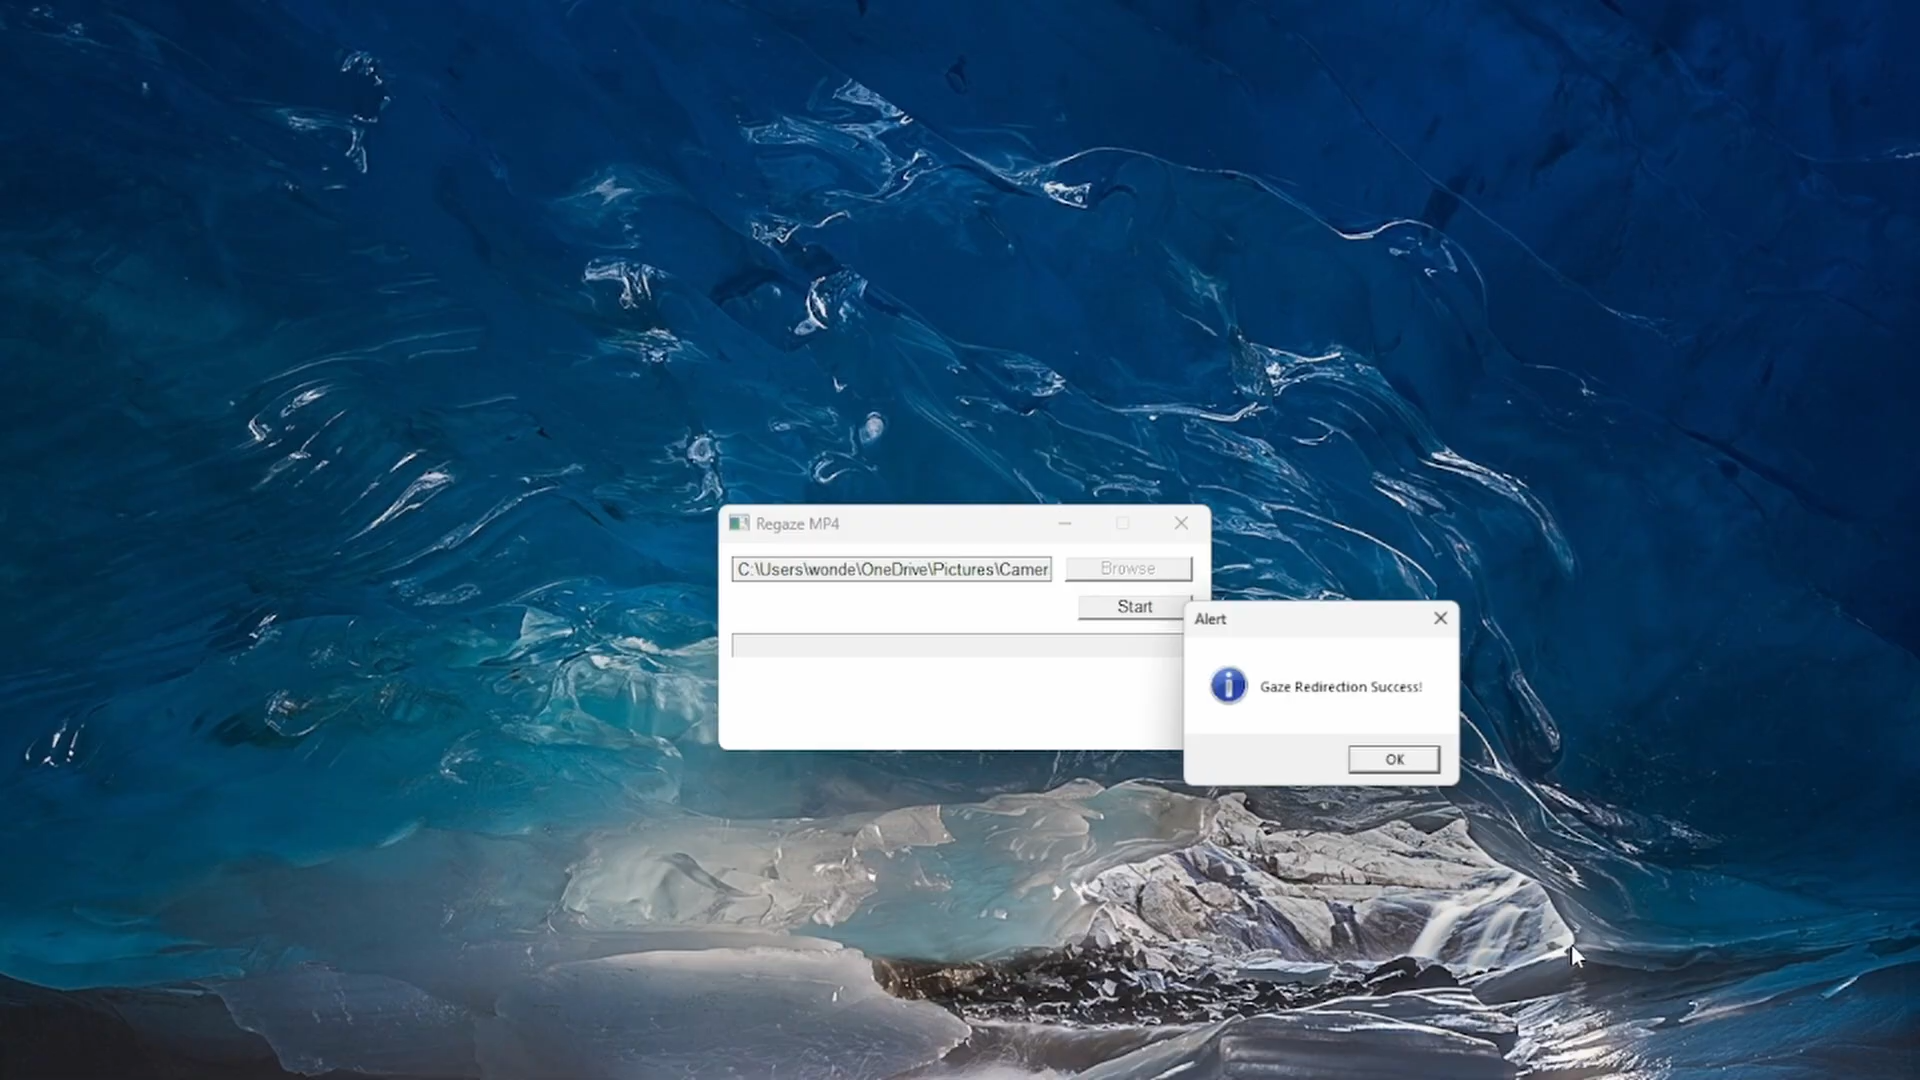 Regaze MP4
C:\Users\wonde\OneDrive\Pictures\Camer
Browse
Start
Alert
Gaze Redirection Success!
OK